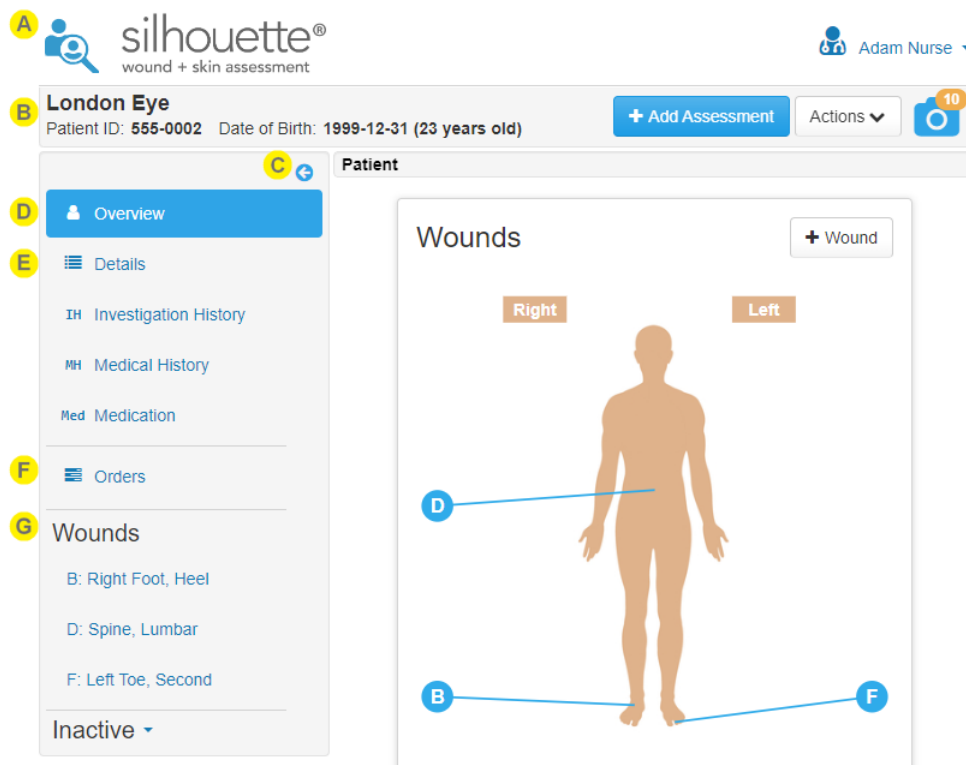 A
silhouette®
wound + skin assessment
Adam Nurse
B
London Eye
Patient ID: 555-0002 Date of Birth: 1999-12-31 (23 years old)
+ Add Assessment
Actions
10
C
Patient
D
Overview
E
Details
IH Investigation History
MH Medical History
Med Medication
F
Orders
G
Wounds
B: Right Foot, Heel
D: Spine, Lumbar
F: Left Toe, Second
Inactive
Wounds
+ Wound
Right
Left
D
B
F